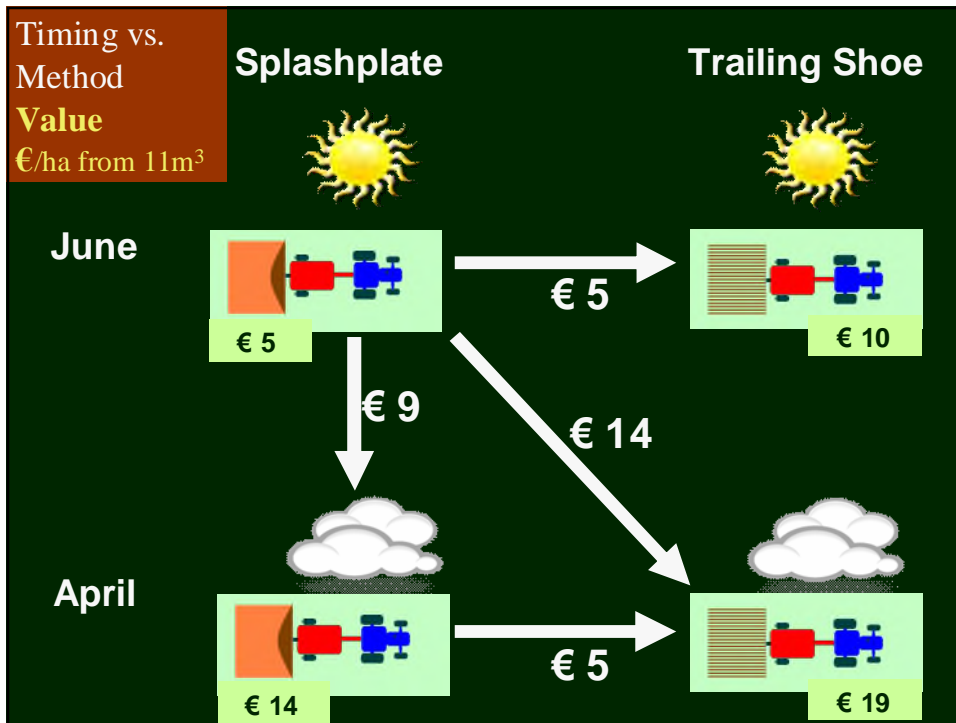 Timing vs.
Method
Value
€/ha from 11m³
Splashplate
Trailing Shoe
June
€ 5
€ 5
€ 10
€ 9
€ 14
April
€ 5
€ 14
€ 19